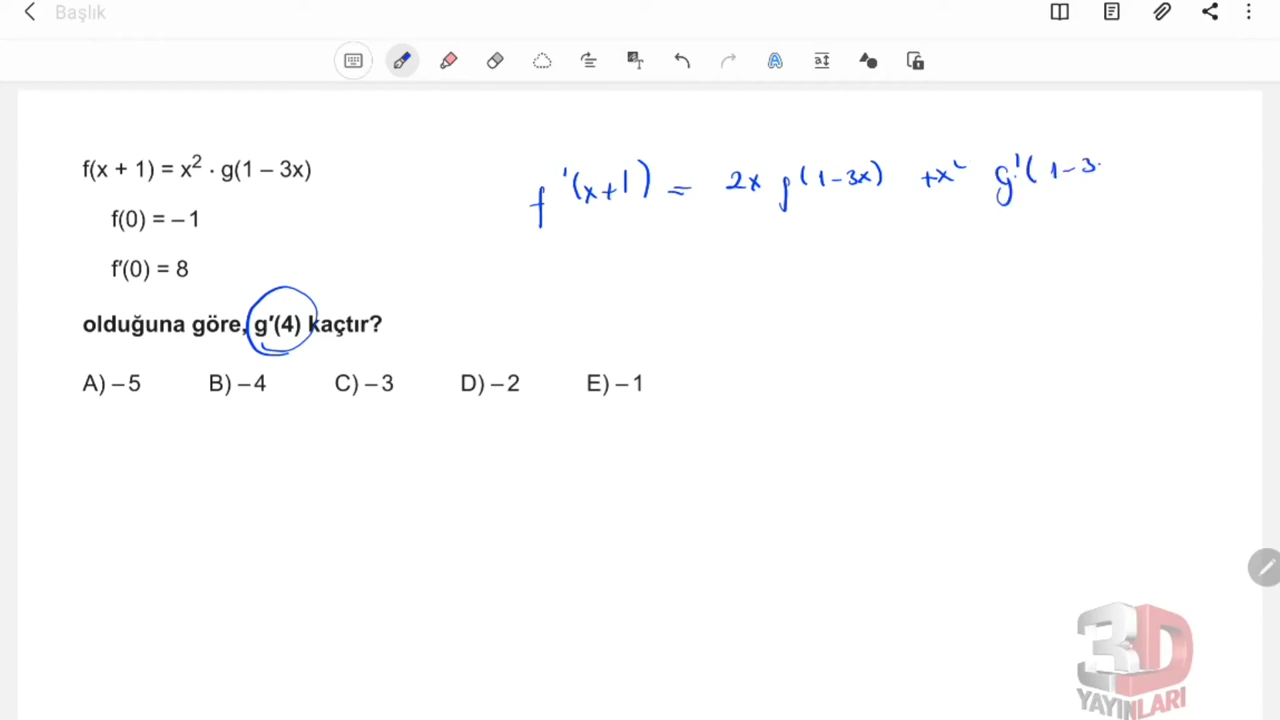 Başlık
f(x + 1) = x² · g(1 – 3x)
f'(x+1) = 2x g(1-3x) +x² g'(1-3.
f(0) = – 1
f′(0) = 8
olduğuna göre, g′(4) kaçtır?
A) – 5 B) – 4 C) – 3 D) – 2 E) – 1
3D
YAYINLARI